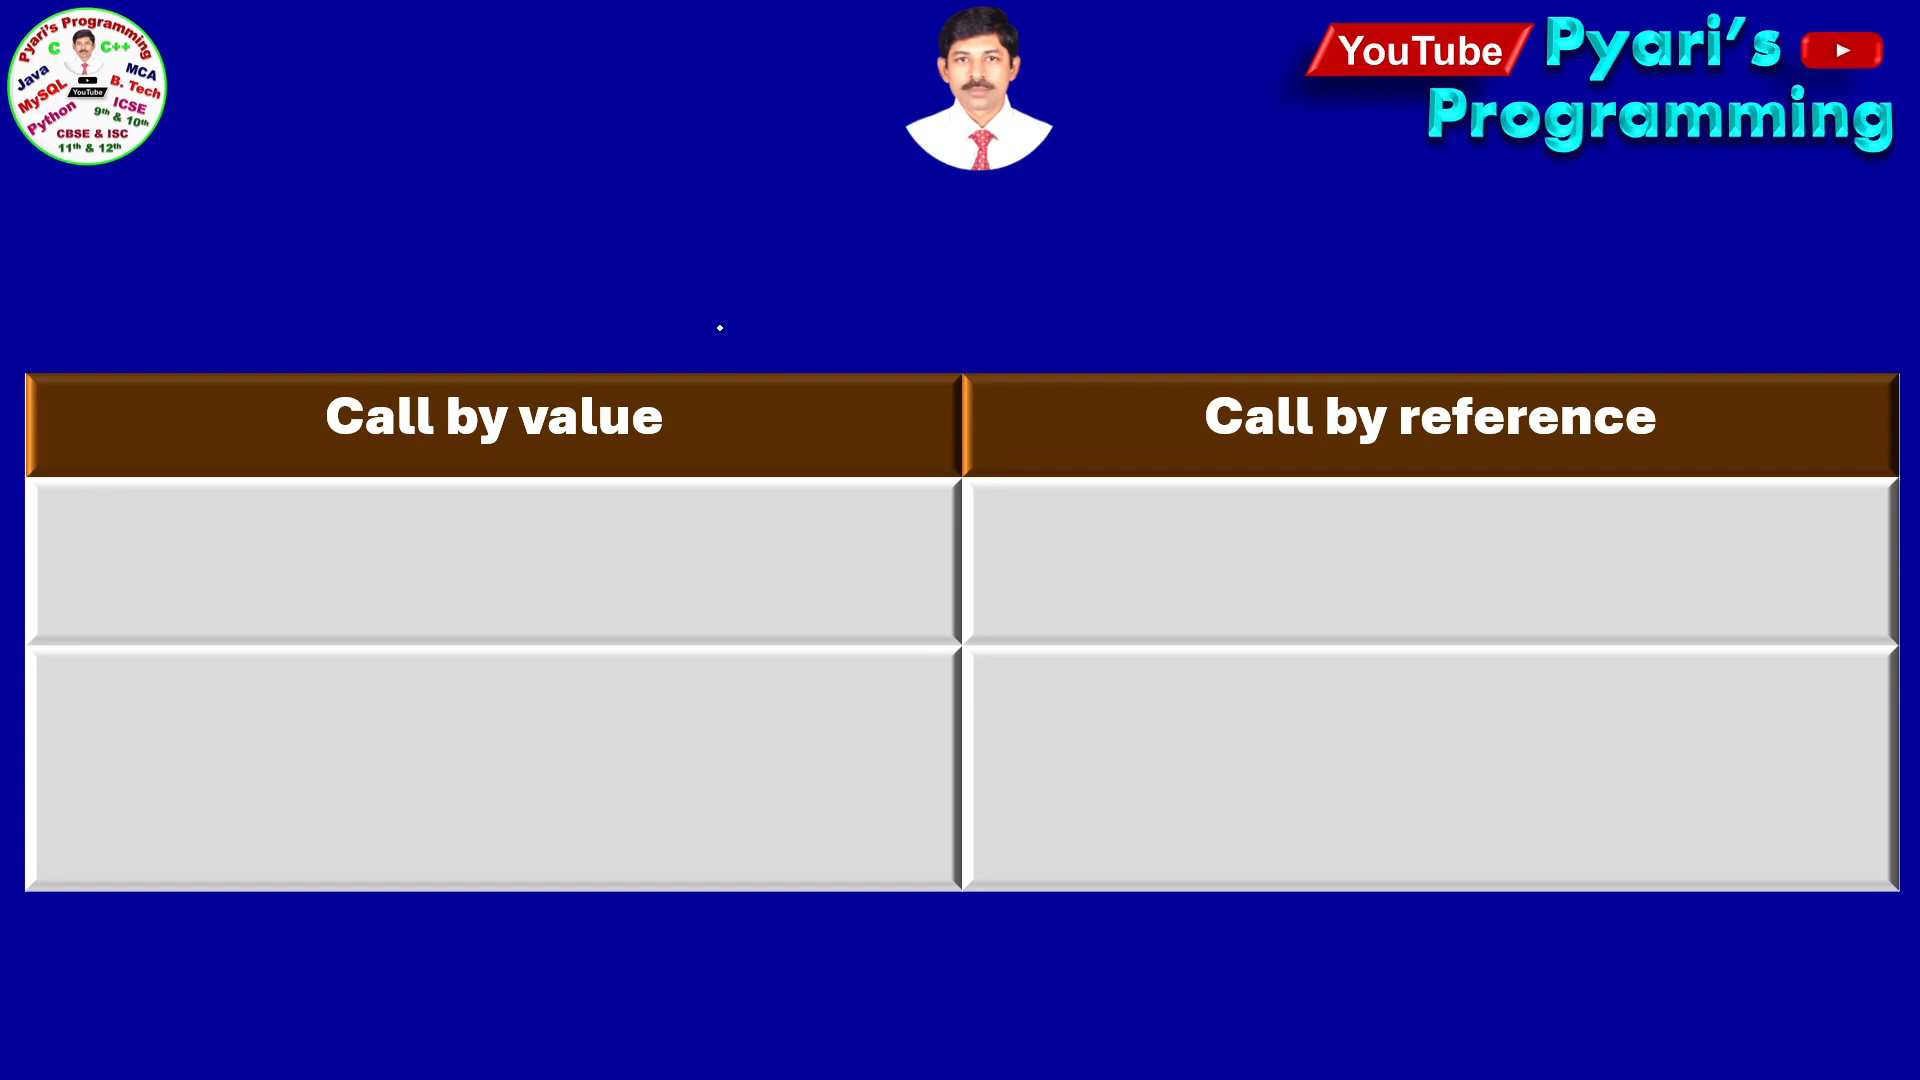 Pyari's Programming
C C++
Java MCA
MySQL B. Tech
YouTube
Python ICSE
9th & 10th
CBSE & ISC
11th & 12th
YouTube Pyari's
Programming
Call by value Call by reference